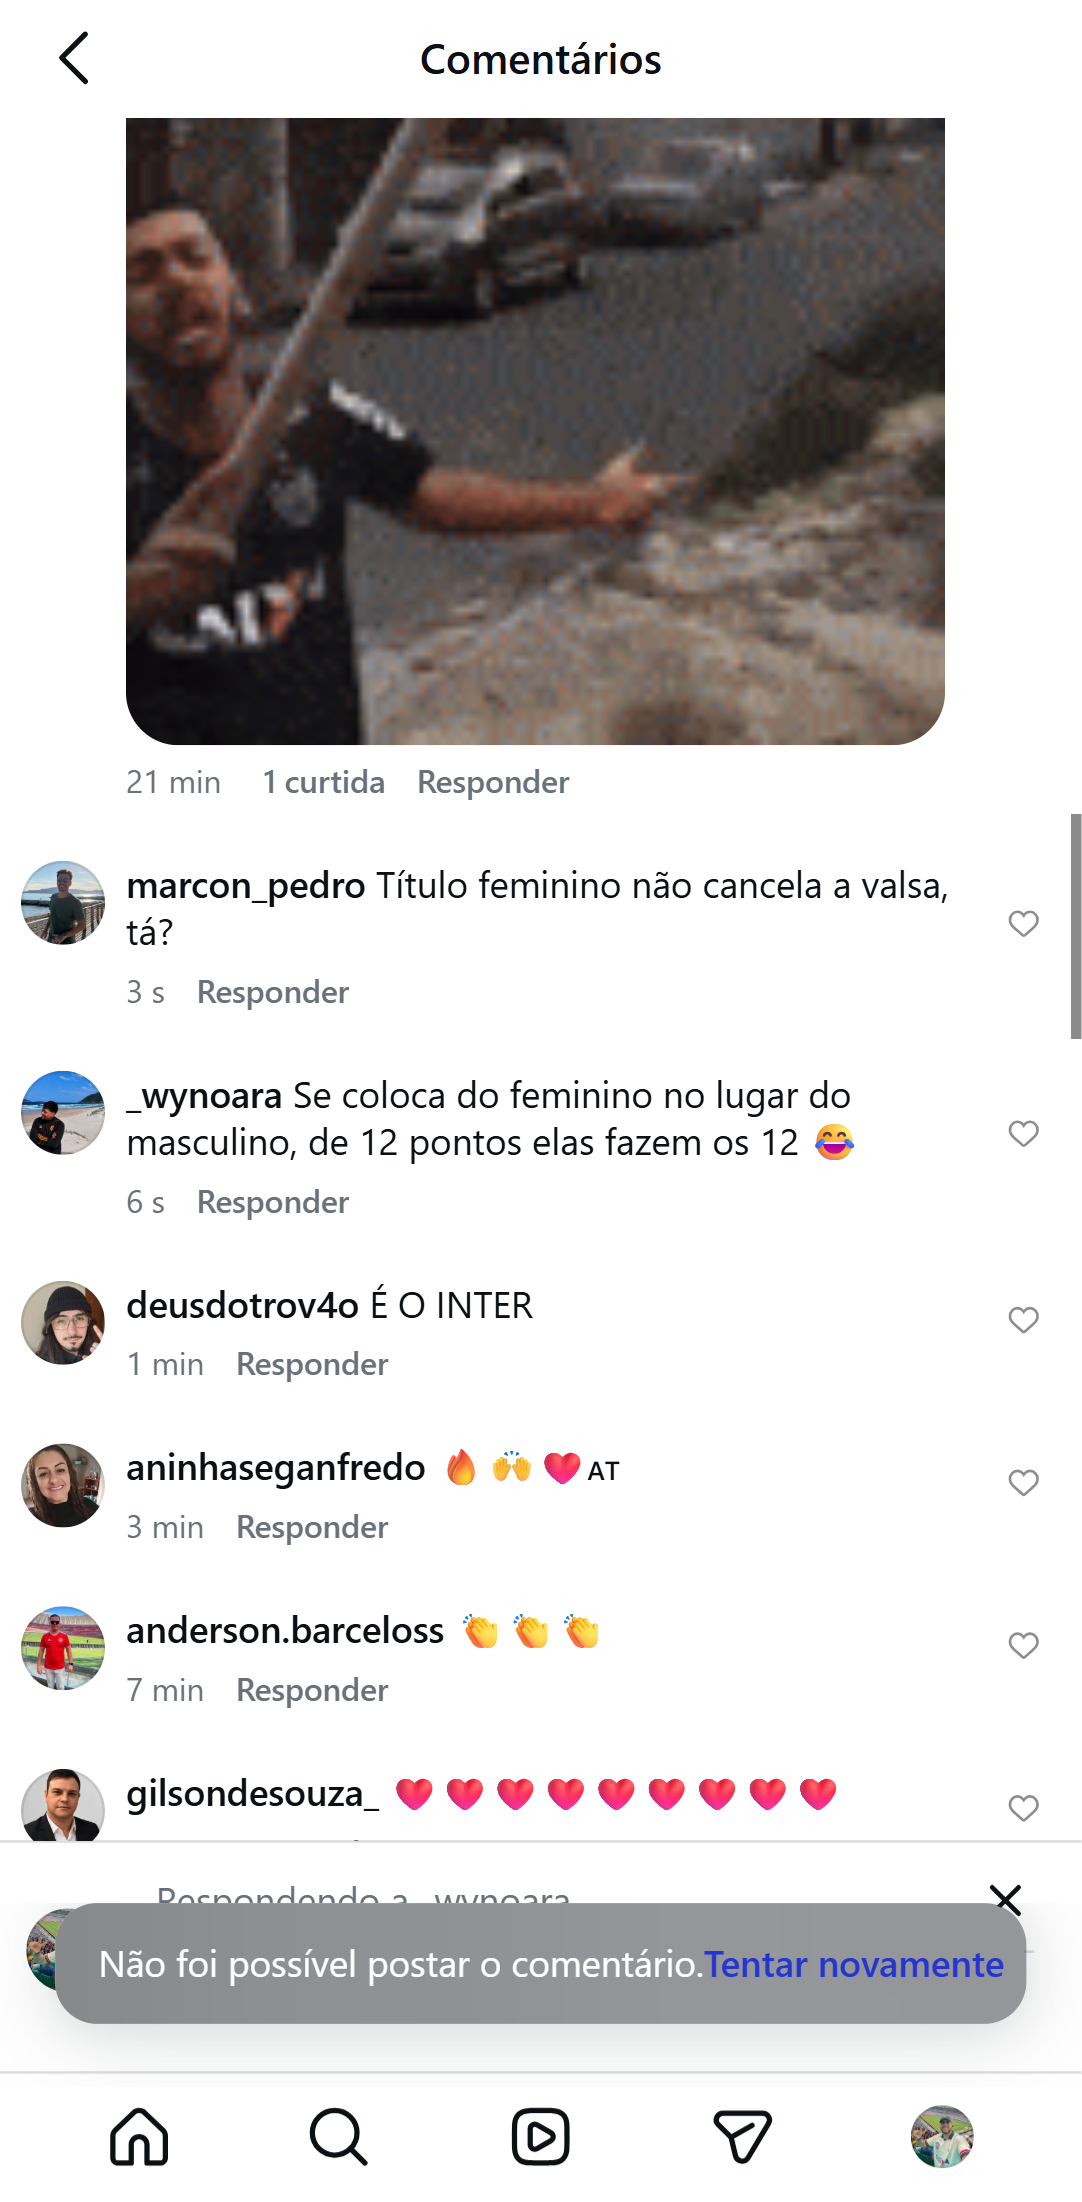 Comentários
21 min 1 curtida Responder
marcon_pedro Título feminino não cancela a valsa,
tá?
3 s Responder
_wynoara Se coloca do feminino no lugar do
masculino, de 12 pontos elas fazem os 12 😂
6 s Responder
deusdotrov4o É O INTER
1 min Responder
aninhaseganfredo 🔥 🙌 ❤️ AT
3 min Responder
anderson.barceloss 👏 👏 👏
7 min Responder
gilsondesouza_ ❤️ ❤️ ❤️ ❤️ ❤️ ❤️ ❤️ ❤️ ❤️
Respondendo a _wynoara
Não foi possível postar o comentário.Tentar novamente